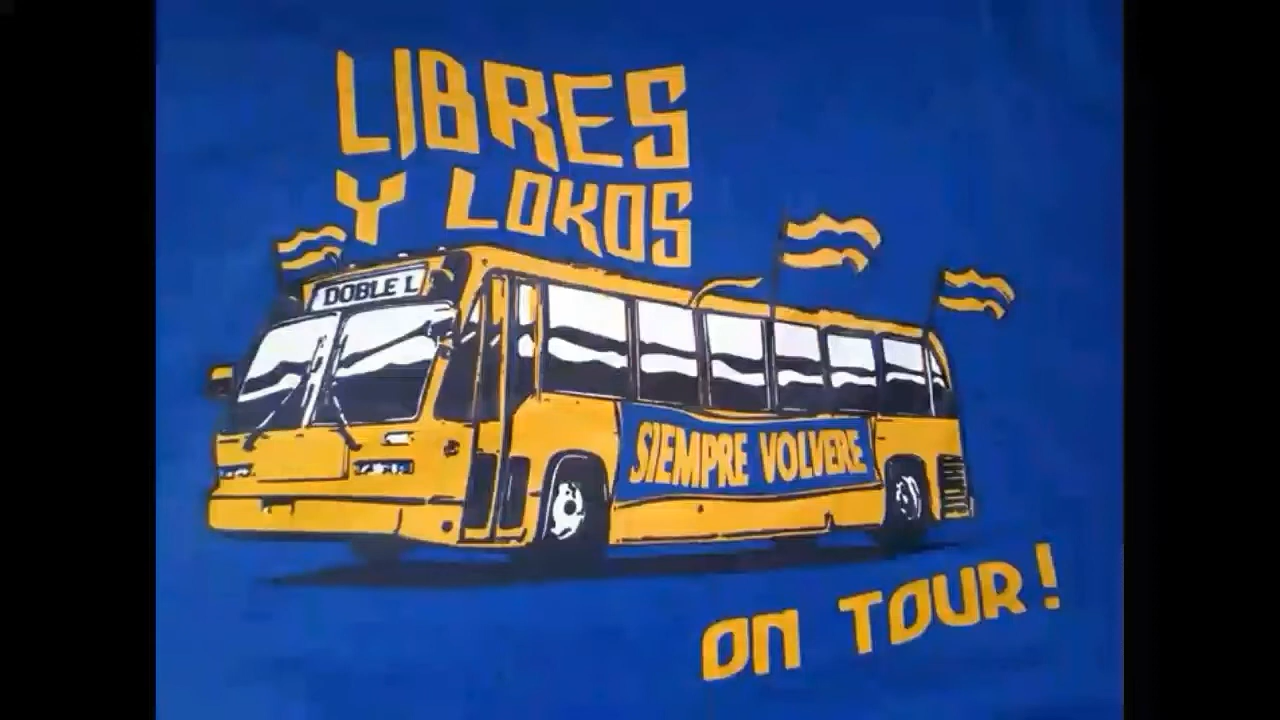 LIBRES
Y LOKOS
DOBLE L
SIEMPRE VOLVERE
ON TOUR!